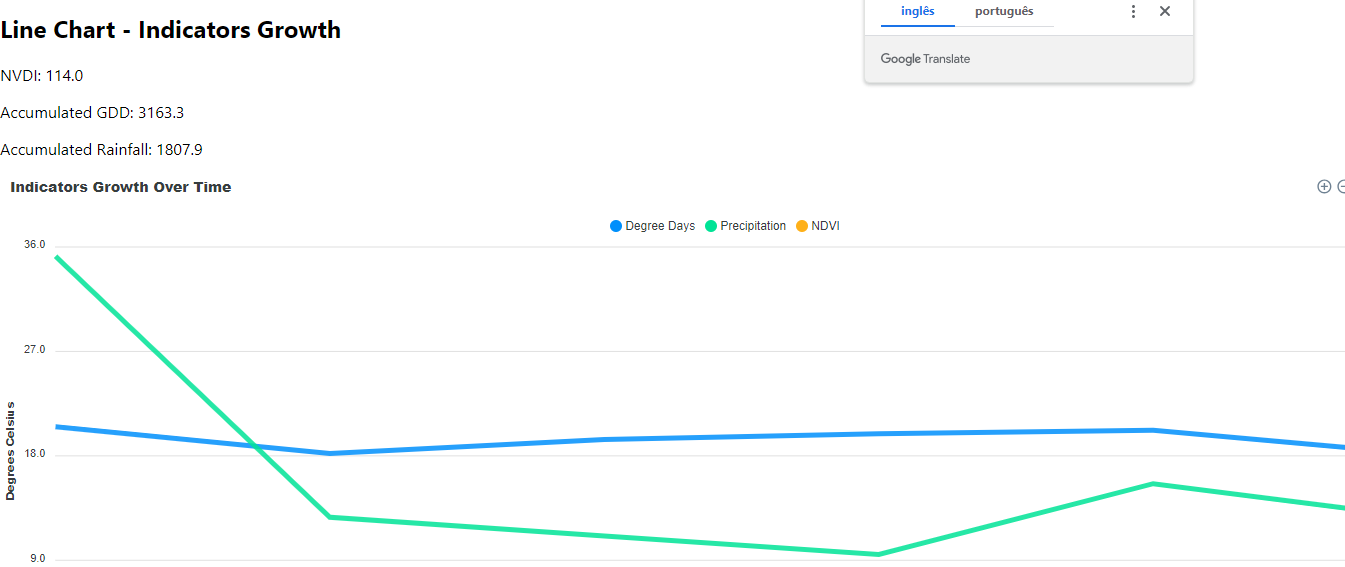 inglês português
Google Translate
Line Chart - Indicators Growth
NVDI: 114.0
Accumulated GDD: 3163.3
Accumulated Rainfall: 1807.9
Indicators Growth Over Time
Degree Days Precipitation NDVI
36.0
27.0
18.0
9.0
Degrees Celsius